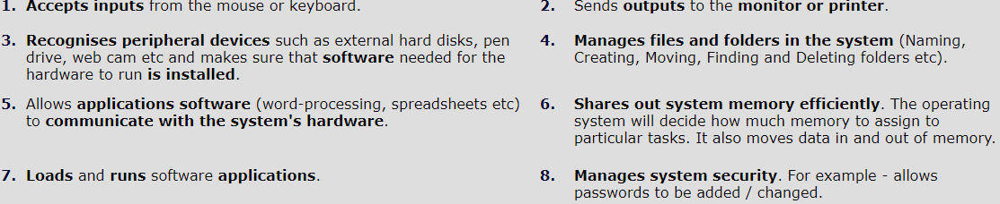 1. Accepts inputs from the mouse or keyboard.
2. Sends outputs to the monitor or printer.
3. Recognises peripheral devices such as external hard disks, pen
drive, web cam etc and makes sure that software needed for the
hardware to run is installed.
4. Manages files and folders in the system (Naming,
Creating, Moving, Finding and Deleting folders etc).
5. Allows applications software (word-processing, spreadsheets etc)
to communicate with the system's hardware.
6. Shares out system memory efficiently. The operating
system will decide how much memory to assign to
particular tasks. It also moves data in and out of memory.
7. Loads and runs software applications.
8. Manages system security. For example - allows
passwords to be added / changed.